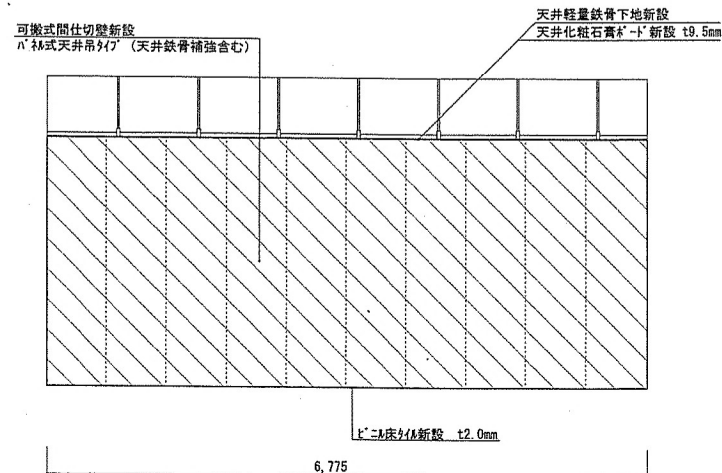 可搬式間仕切壁新設
ﾊﾟﾈﾙ式天井吊ﾀｲﾌﾟ（天井鉄骨補強含む）
天井軽量鉄骨下地新設
天井化粧石膏ﾎﾞｰﾄﾞ新設 t9.5mm
ﾋﾞﾆﾙ床ﾀｲﾙ新設 t2.0mm
6,775